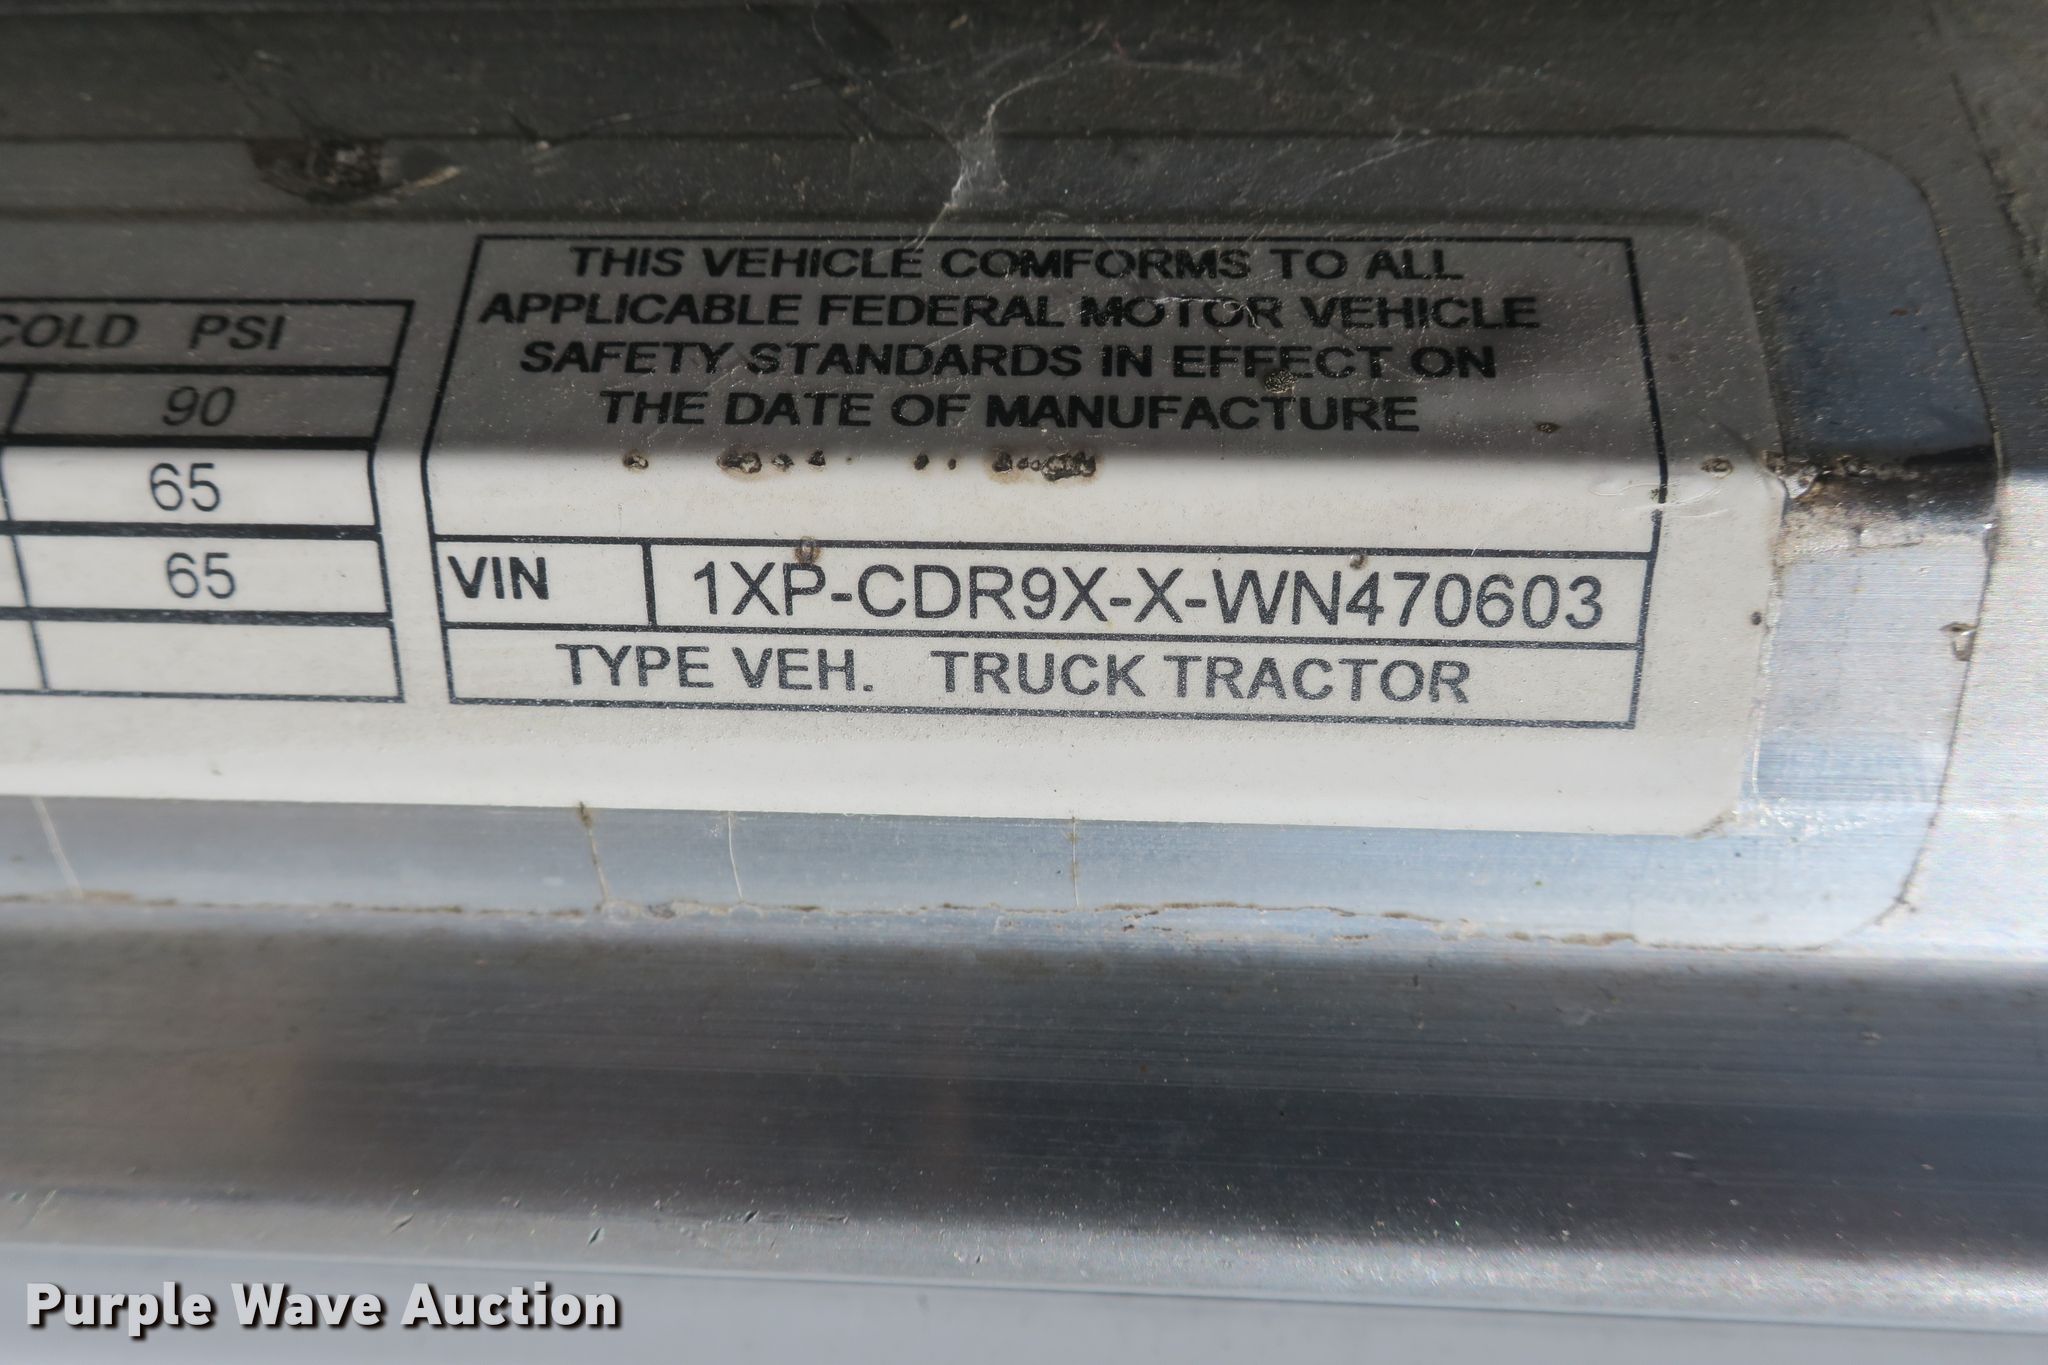 COLD PSI
90
65
65
THIS VEHICLE COMFORMS TO ALL
APPLICABLE FEDERAL MOTOR VEHICLE
SAFETY STANDARDS IN EFFECT ON
THE DATE OF MANUFACTURE
VIN 1XP-CDR9X-X-WN470603
TYPE VEH. TRUCK TRACTOR
Purple Wave Auction